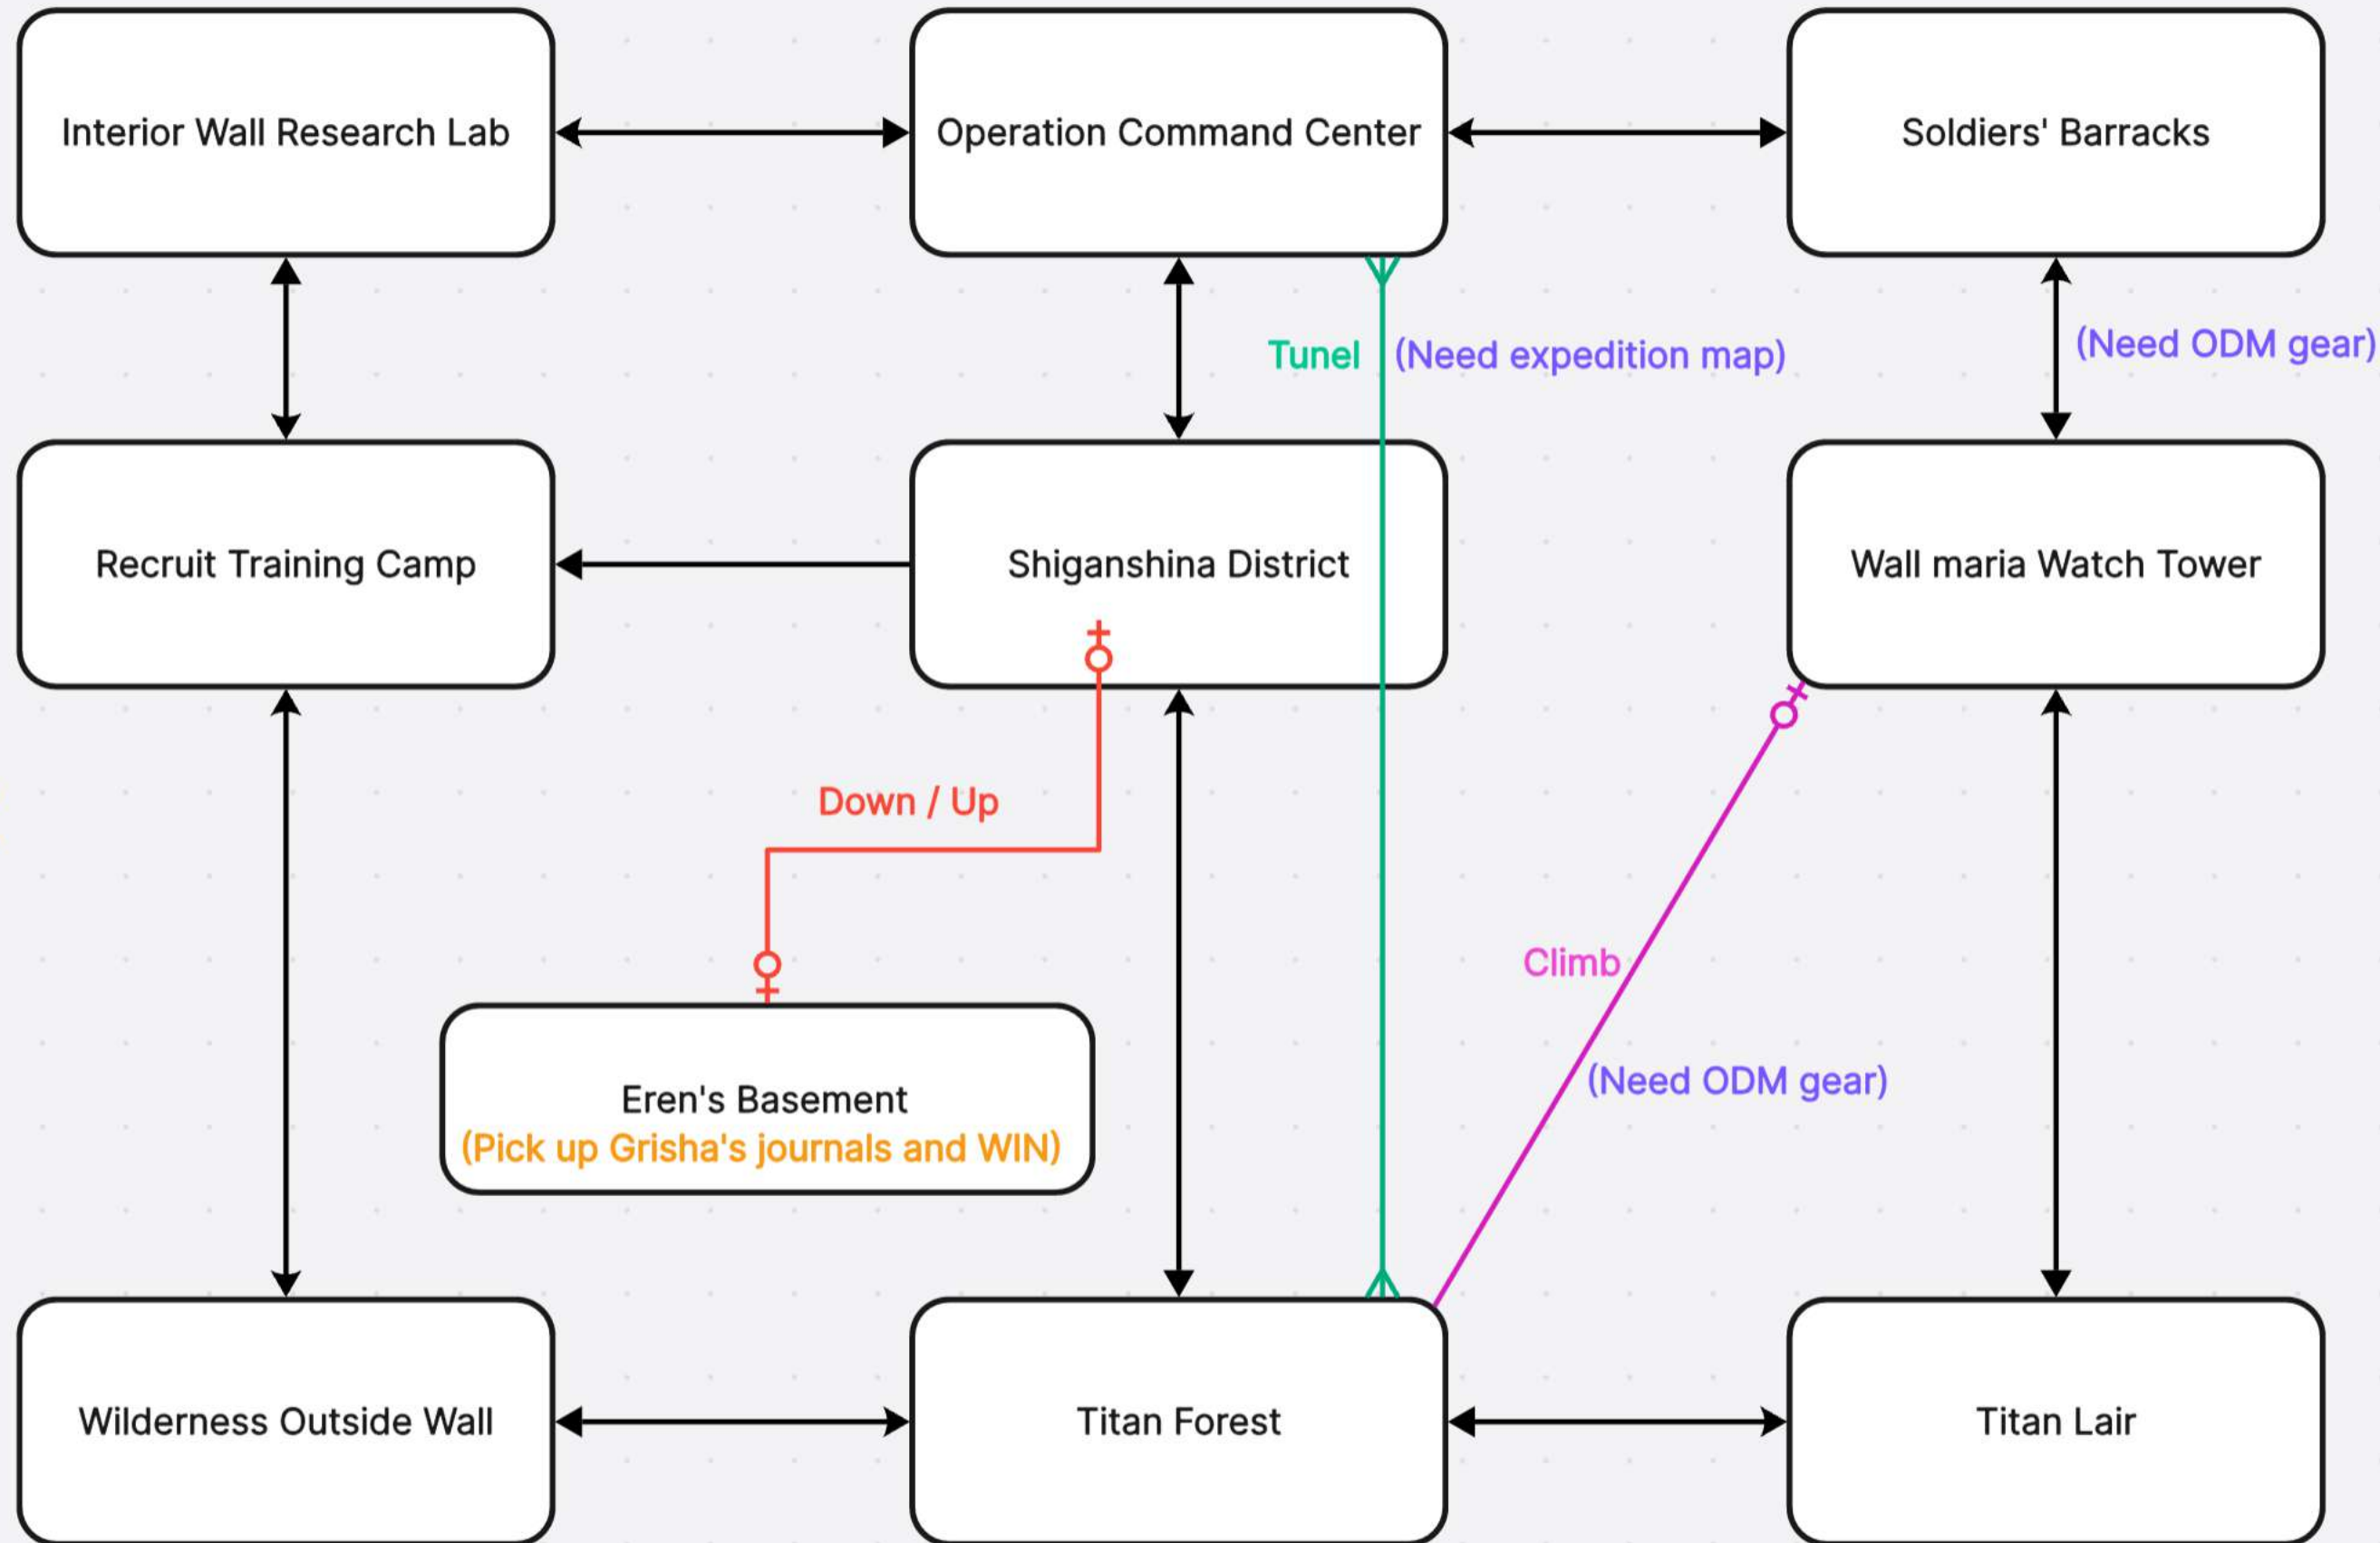 Interior Wall Research Lab
Operation Command Center
Soldiers' Barracks
Tunel
(Need expedition map)
(Need ODM gear)
Recruit Training Camp
Shiganshina District
Wall maria Watch Tower
Down / Up
Climb
(Need ODM gear)
Eren's Basement
(Pick up Grisha's journals and WIN)
Wilderness Outside Wall
Titan Forest
Titan Lair